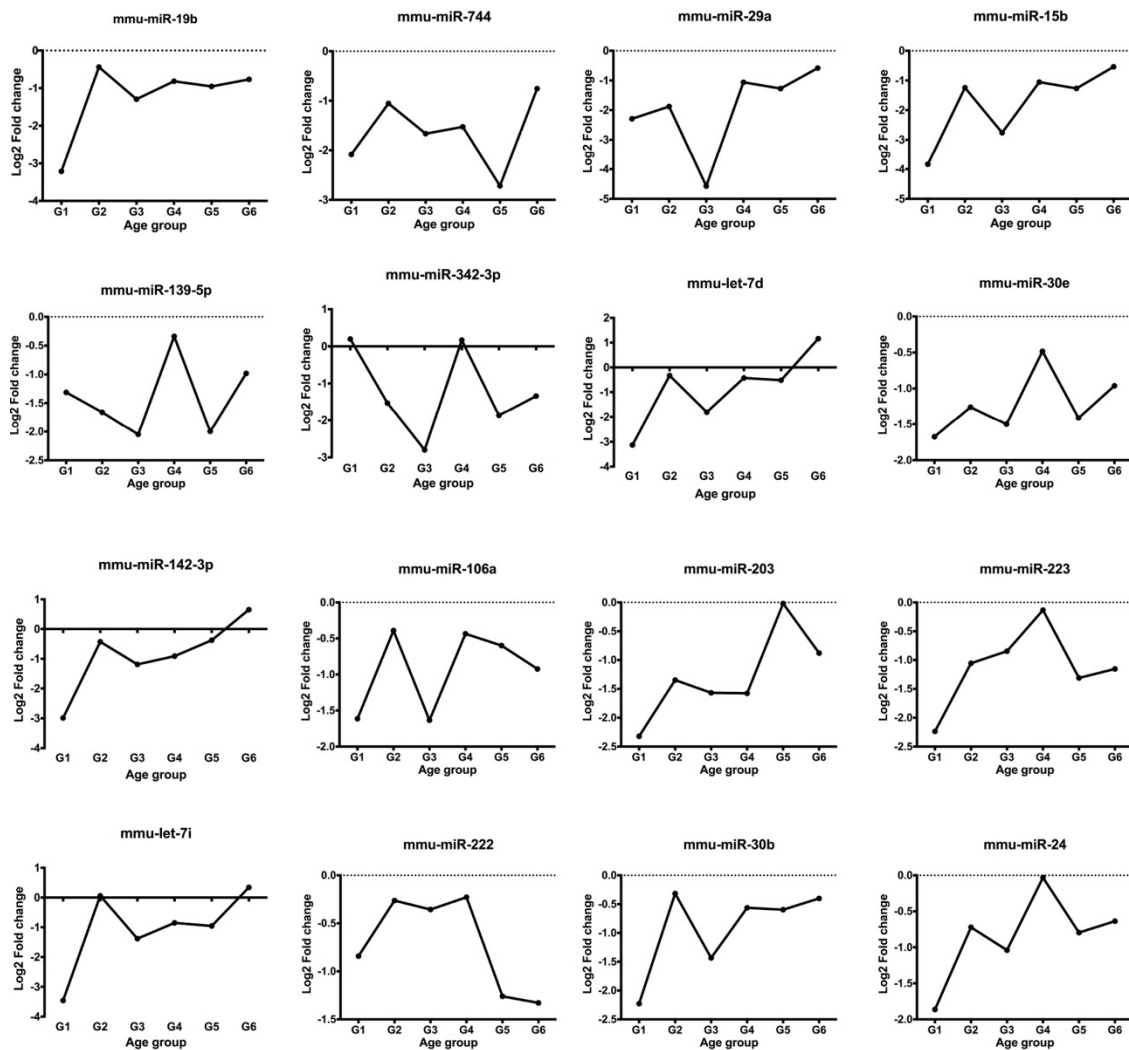 mmu-miR-19b
0
-1
-2
-3
-4
Log2 Fold change
G1 G2 G3 G4 G5 G6
Age group
mmu-miR-744
0
-1
-2
-3
Log2 Fold change
G1 G2 G3 G4 G5 G6
Age group
mmu-miR-29a
0
-1
-2
-3
-4
-5
Log2 Fold change
G1 G2 G3 G4 G5 G6
Age group
mmu-miR-15b
0
-1
-2
-3
-4
-5
Log2 Fold change
G1 G2 G3 G4 G5 G6
Age group
mmu-miR-139-5p
0.0
-0.5
-1.0
-1.5
-2.0
-2.5
Log2 Fold change
G1 G2 G3 G4 G5 G6
Age group
mmu-miR-342-3p
1
0
-1
-2
-3
Log2 Fold change
G1 G2 G3 G4 G5 G6
Age group
mmu-let-7d
2
1
0
-1
-2
-3
-4
Log2 Fold change
G1 G2 G3 G4 G5 G6
Age group
mmu-miR-30e
0.0
-0.5
-1.0
-1.5
-2.0
Log2 Fold change
G1 G2 G3 G4 G5 G6
Age group
mmu-miR-142-3p
1
0
-1
-2
-3
-4
Log2 Fold change
G1 G2 G3 G4 G5 G6
Age group
mmu-miR-106a
0.0
-0.5
-1.0
-1.5
-2.0
Log2 Fold change
G1 G2 G3 G4 G5 G6
Age group
mmu-miR-203
0.0
-0.5
-1.0
-1.5
-2.0
-2.5
Log2 Fold change
G1 G2 G3 G4 G5 G6
Age group
mmu-miR-223
0.0
-0.5
-1.0
-1.5
-2.0
-2.5
Log2 Fold change
G1 G2 G3 G4 G5 G6
Age group
mmu-let-7i
1
0
-1
-2
-3
-4
Log2 Fold change
G1 G2 G3 G4 G5 G6
Age group
mmu-miR-222
0.0
-0.5
-1.0
-1.5
Log2 Fold change
G1 G2 G3 G4 G5 G6
Age group
mmu-miR-30b
0.0
-0.5
-1.0
-1.5
-2.0
-2.5
Log2 Fold change
G1 G2 G3 G4 G5 G6
Age group
mmu-miR-24
0.0
-0.5
-1.0
-1.5
-2.0
Log2 Fold change
G1 G2 G3 G4 G5 G6
Age group